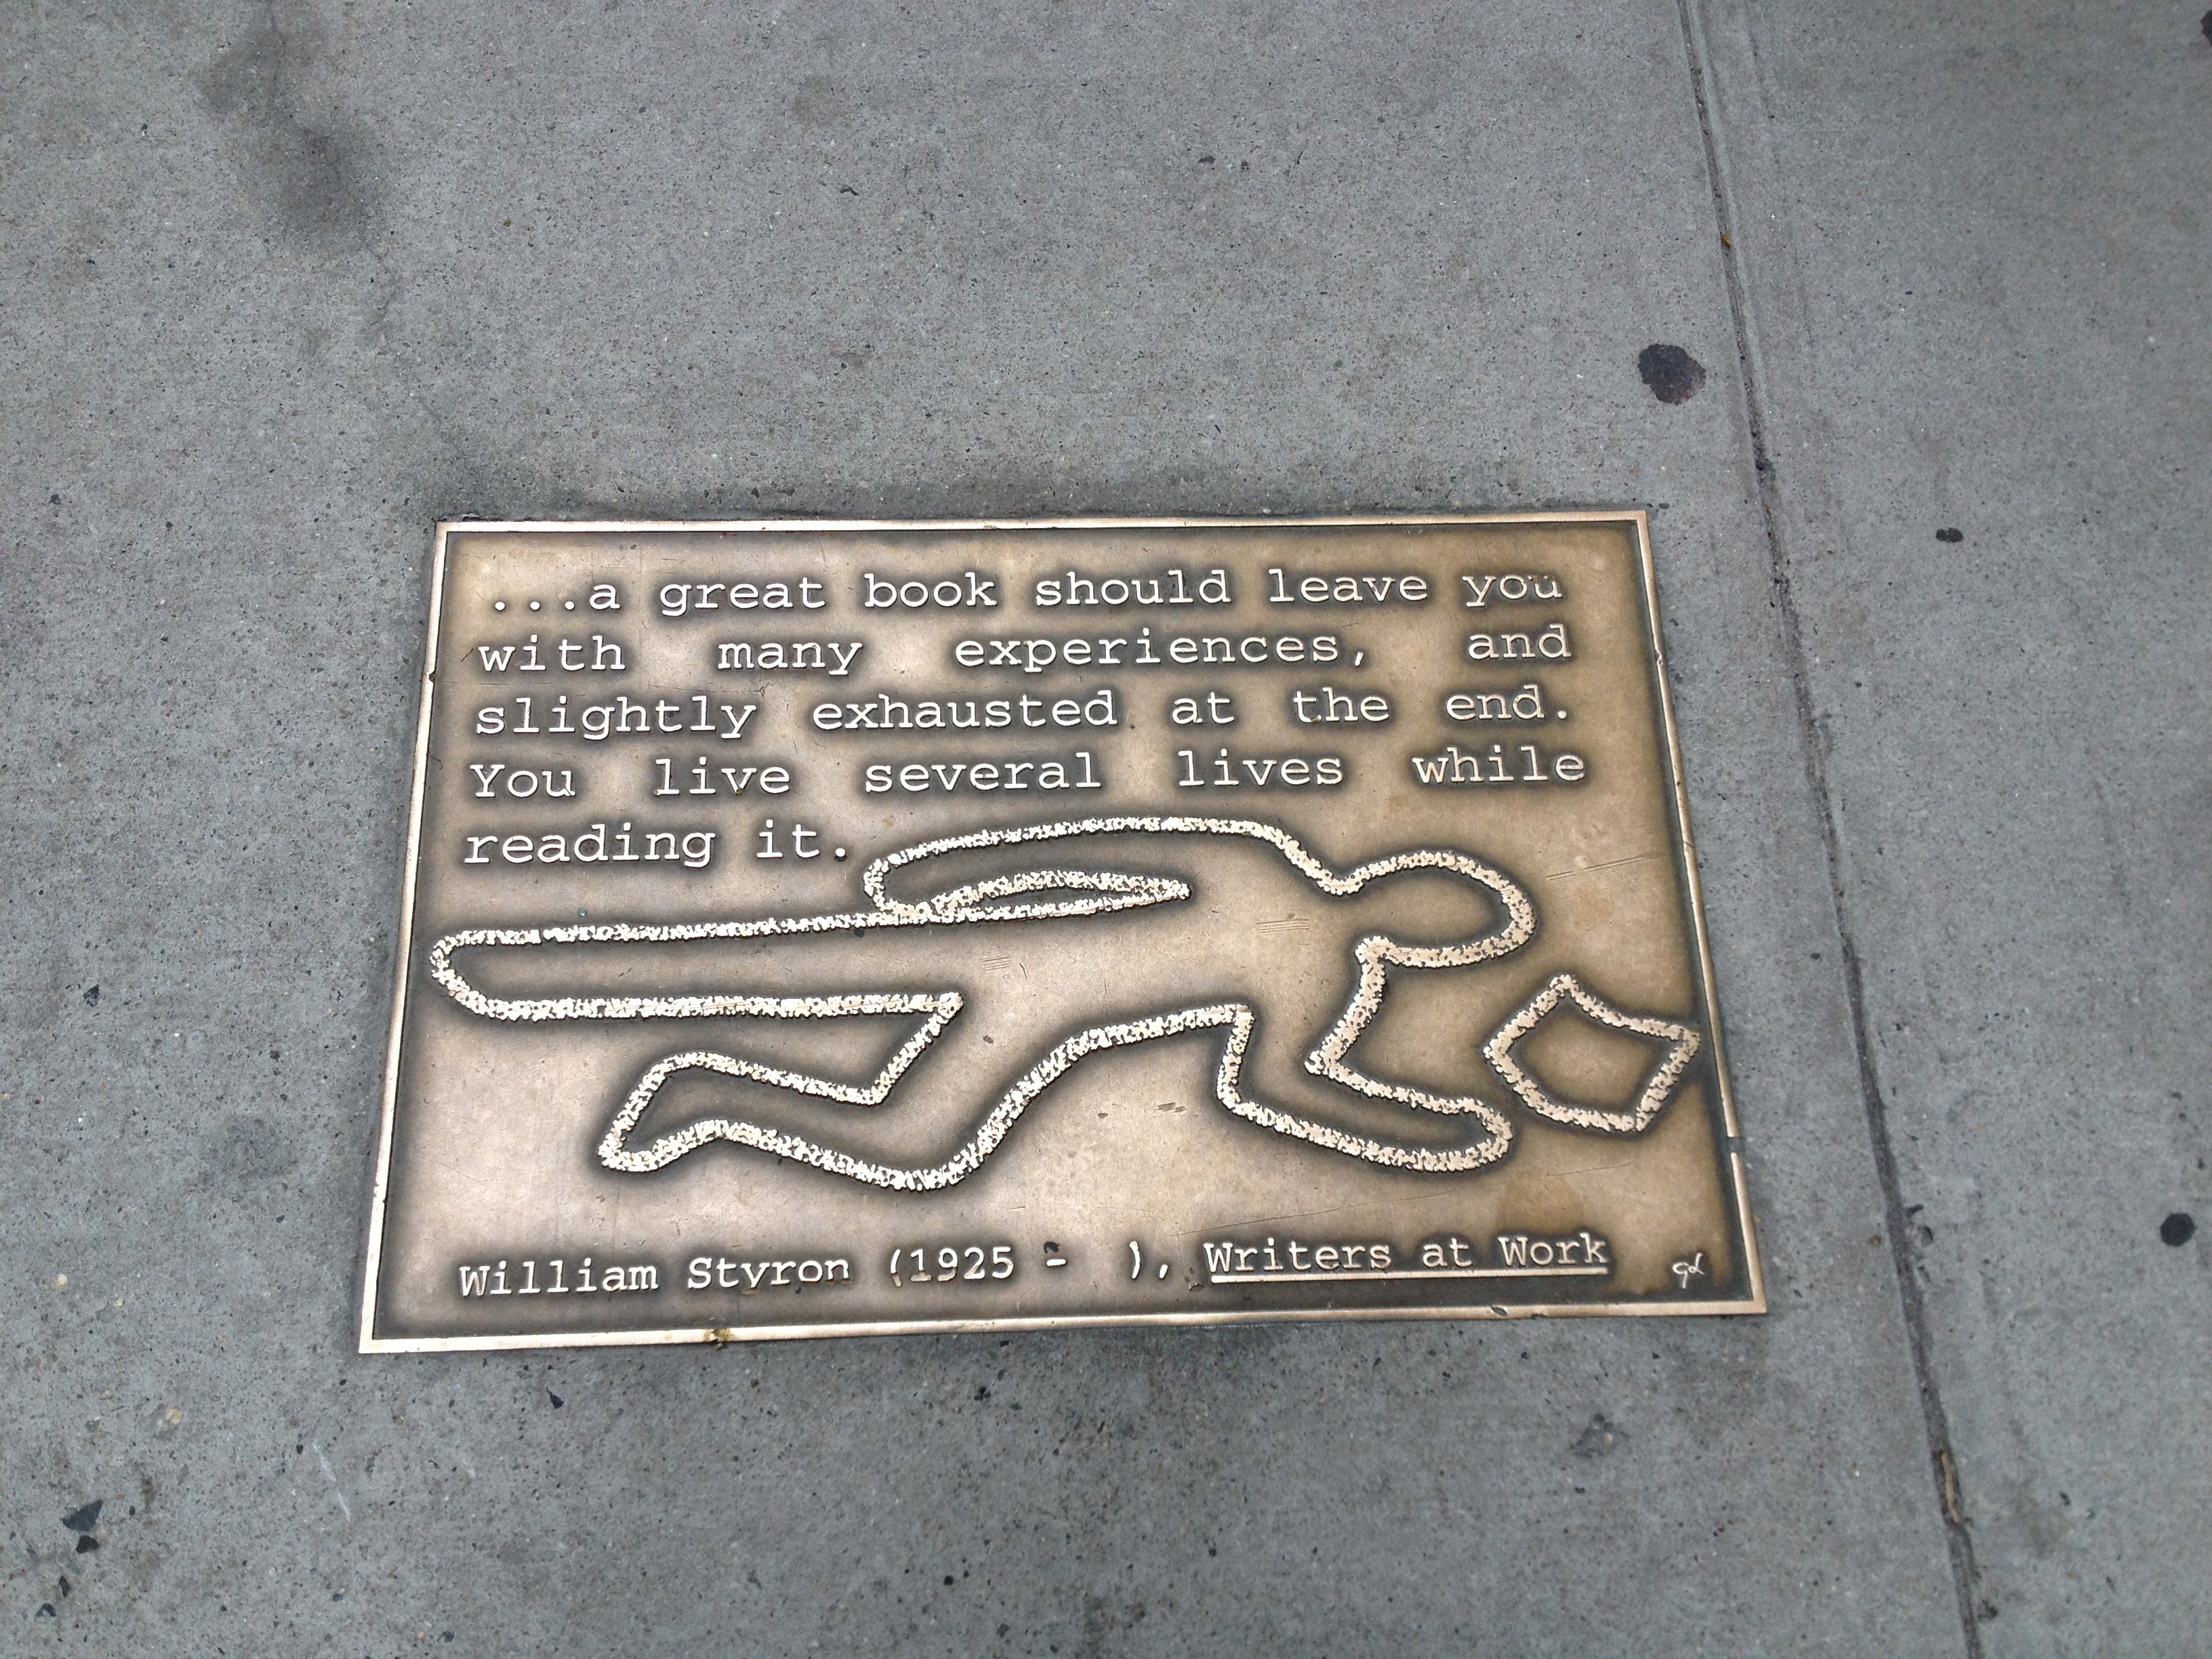 ...a great book should leave you
with many experiences, and
slightly exhausted at the end.
You live several lives while
reading it.
William Styron (1925 - ), Writers at Work